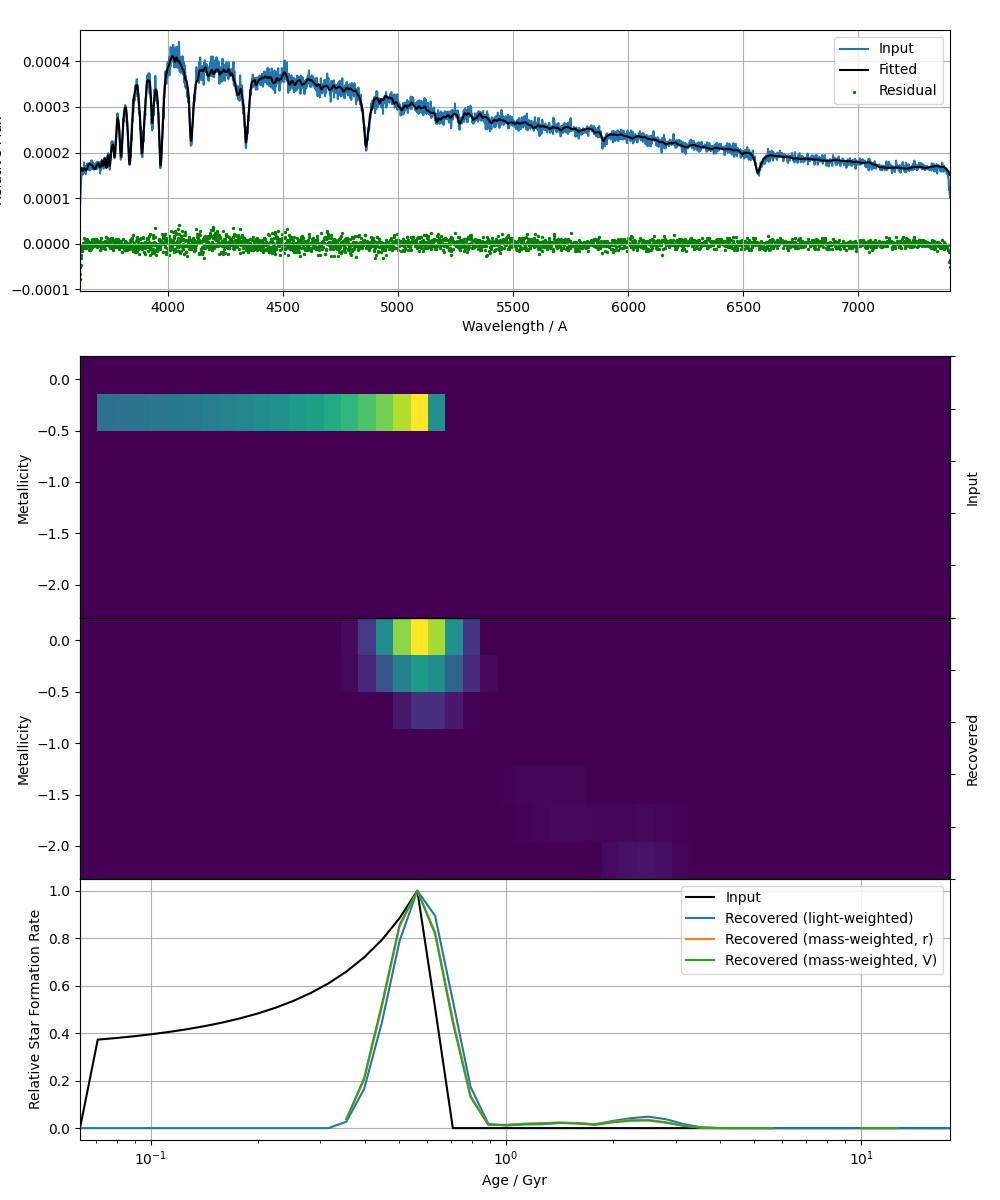 0.0004
0.0003
0.0002
0.0001
0.0000
−0.0001
Input
Fitted
Residual
4000 4500 5000 5500 6000 6500 7000
Wavelength / A
0.0
−0.5
−1.0
−1.5
−2.0
Metallicity
Input
0.0
−0.5
−1.0
−1.5
−2.0
Metallicity
Recovered
1.0
0.8
0.6
0.4
0.2
0.0
Relative Star Formation Rate
Input
Recovered (light-weighted)
Recovered (mass-weighted, r)
Recovered (mass-weighted, V)
10⁻¹ 10⁰ 10¹
Age / Gyr